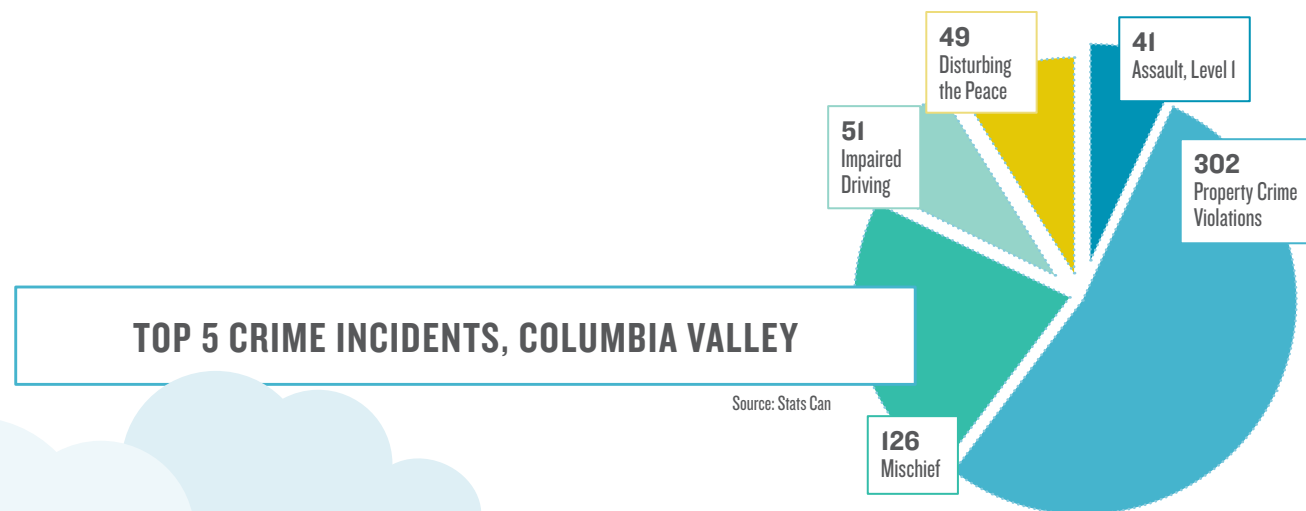 49
Disturbing
the Peace
41
Assault, Level 1
51
Impaired
Driving
302
Property Crime
Violations
TOP 5 CRIME INCIDENTS, COLUMBIA VALLEY
Source: Stats Can
126
Mischief